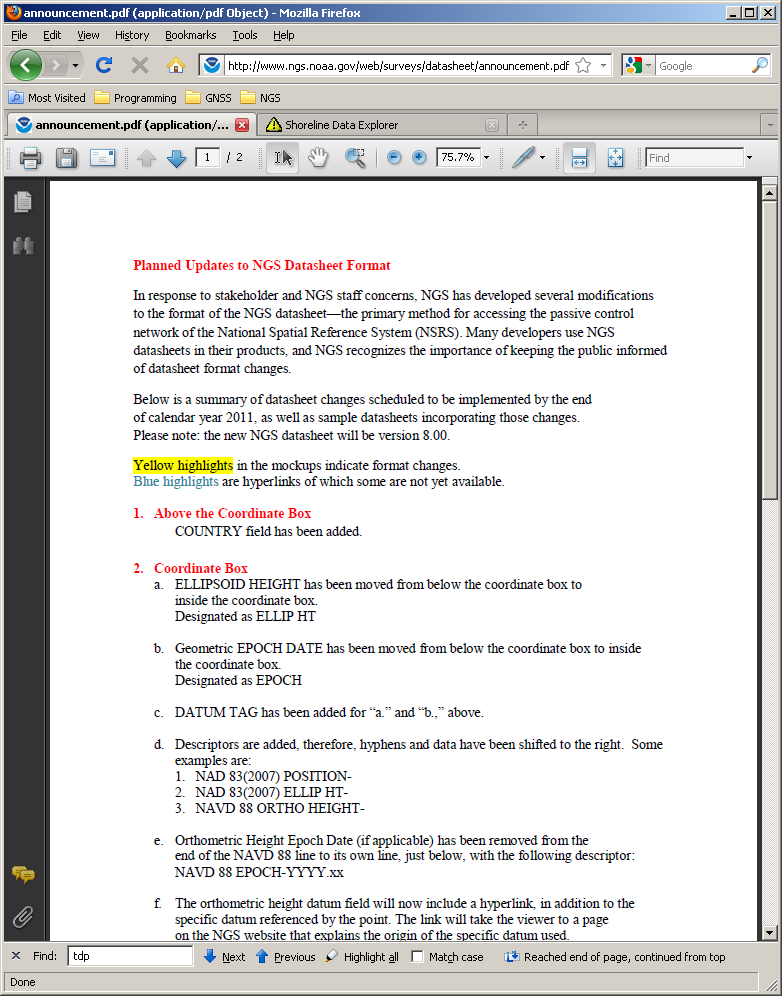 announcement.pdf (application/pdf Object) - Mozilla Firefox
File Edit View History Bookmarks Tools Help
http://www.ngs.noaa.gov/web/surveys/datasheet/announcement.pdf Google
Most Visited Programming GNSS NGS
announcement.pdf (application/... Shoreline Data Explorer
1 / 2 75.7% Find
Planned Updates to NGS Datasheet Format
In response to stakeholder and NGS staff concerns, NGS has developed several modifications
to the format of the NGS datasheet—the primary method for accessing the passive control
network of the National Spatial Reference System (NSRS). Many developers use NGS
datasheets in their products, and NGS recognizes the importance of keeping the public informed
of datasheet format changes.
Below is a summary of datasheet changes scheduled to be implemented by the end
of calendar year 2011, as well as sample datasheets incorporating those changes.
Please note: the new NGS datasheet will be version 8.00.
Yellow highlights in the mockups indicate format changes.
Blue highlights are hyperlinks of which some are not yet available.
1. Above the Coordinate Box
COUNTRY field has been added.
2. Coordinate Box
a. ELLIPSOID HEIGHT has been moved from below the coordinate box to
inside the coordinate box.
Designated as ELLIP HT
b. Geometric EPOCH DATE has been moved from below the coordinate box to inside
the coordinate box.
Designated as EPOCH
c. DATUM TAG has been added for “a.” and “b.,” above.
d. Descriptors are added, therefore, hyphens and data have been shifted to the right. Some
examples are:
1. NAD 83(2007) POSITION-
2. NAD 83(2007) ELLIP HT-
3. NAVD 88 ORTHO HEIGHT-
e. Orthometric Height Epoch Date (if applicable) has been removed from the
end of the NAVD 88 line to its own line, just below, with the following descriptor:
NAVD 88 EPOCH-YYYY.xx
f. The orthometric height datum field will now include a hyperlink, in addition to the
specific datum referenced by the point. The link will take the viewer to a page
on the NGS website that explains the origin of the specific datum used.
Find: tdp Next Previous Highlight all Match case Reached end of page, continued from top
Done